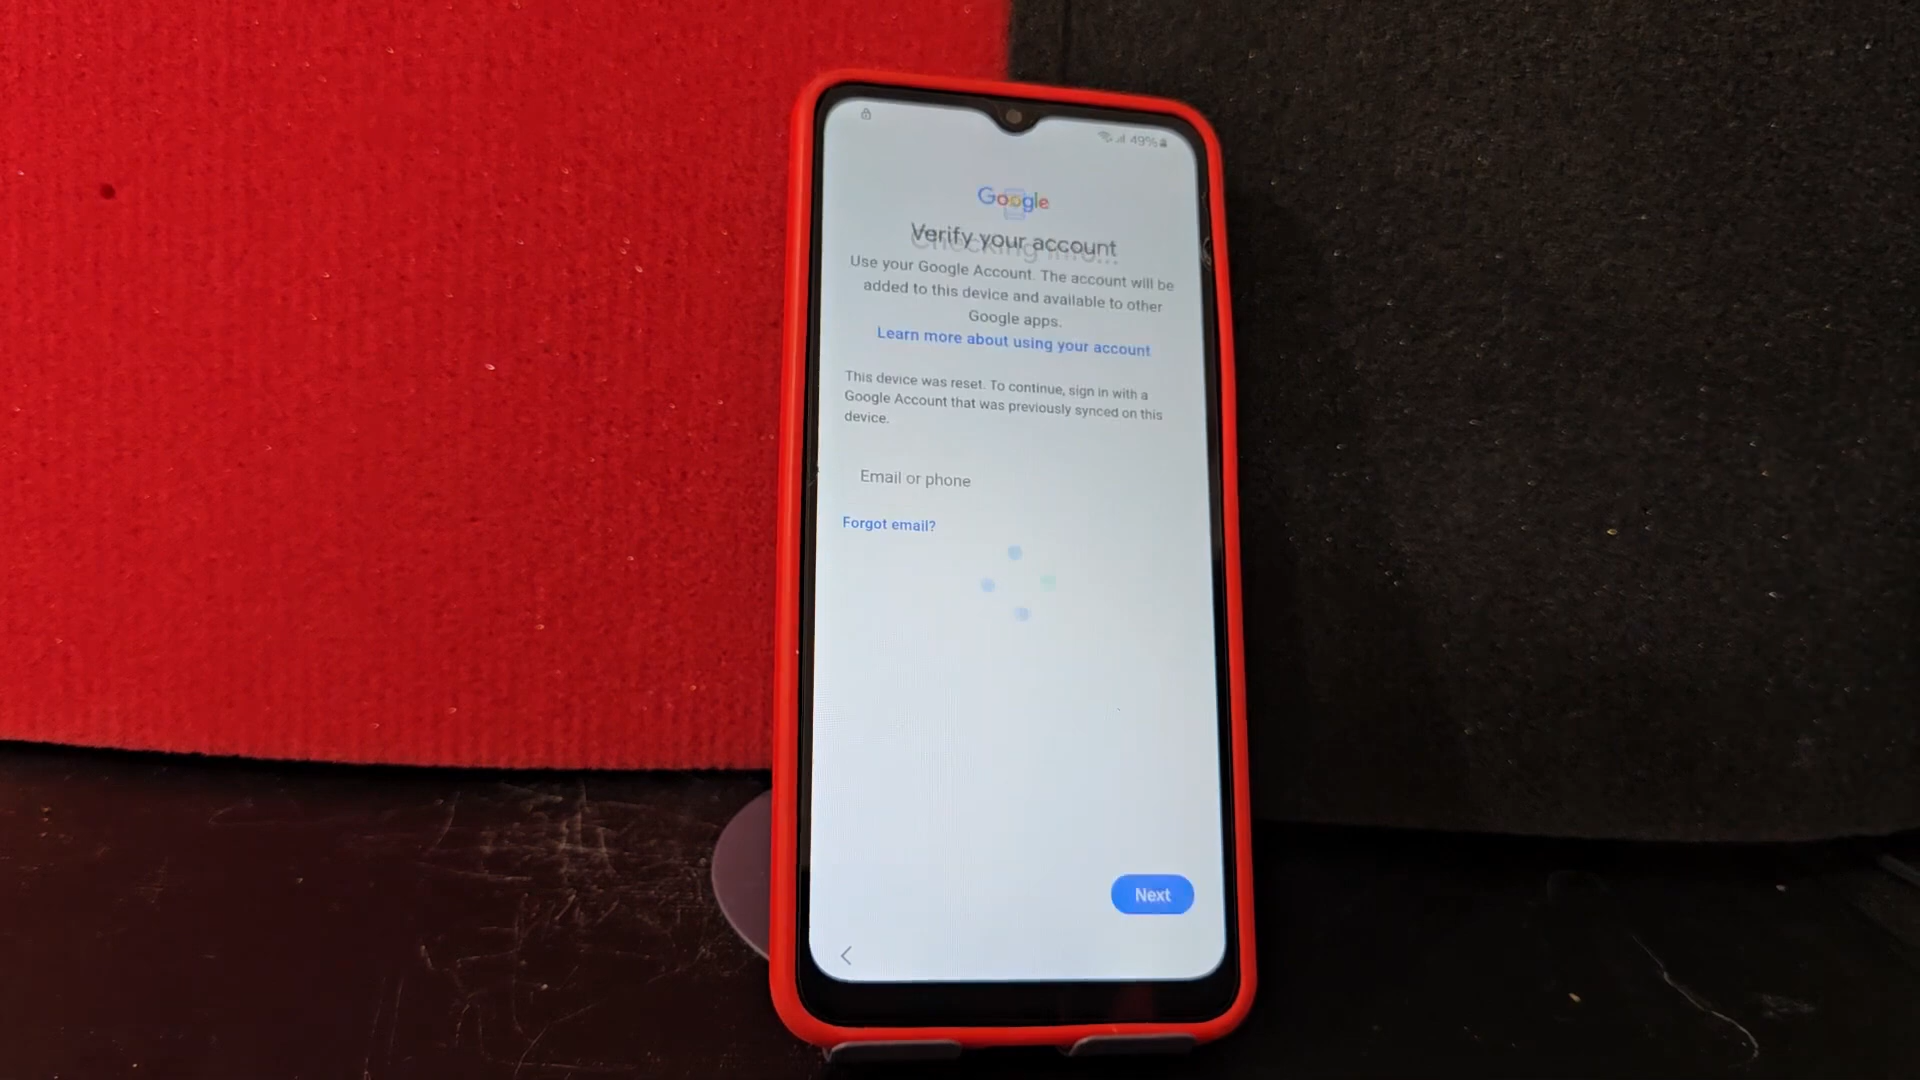 49%
Google
Verify your account
Checking info...
Use your Google Account. The account will be
added to this device and available to other
Google apps.
Learn more about using your account
This device was reset. To continue, sign in with a
Google Account that was previously synced on this
device.
Email or phone
Forgot email?
Next